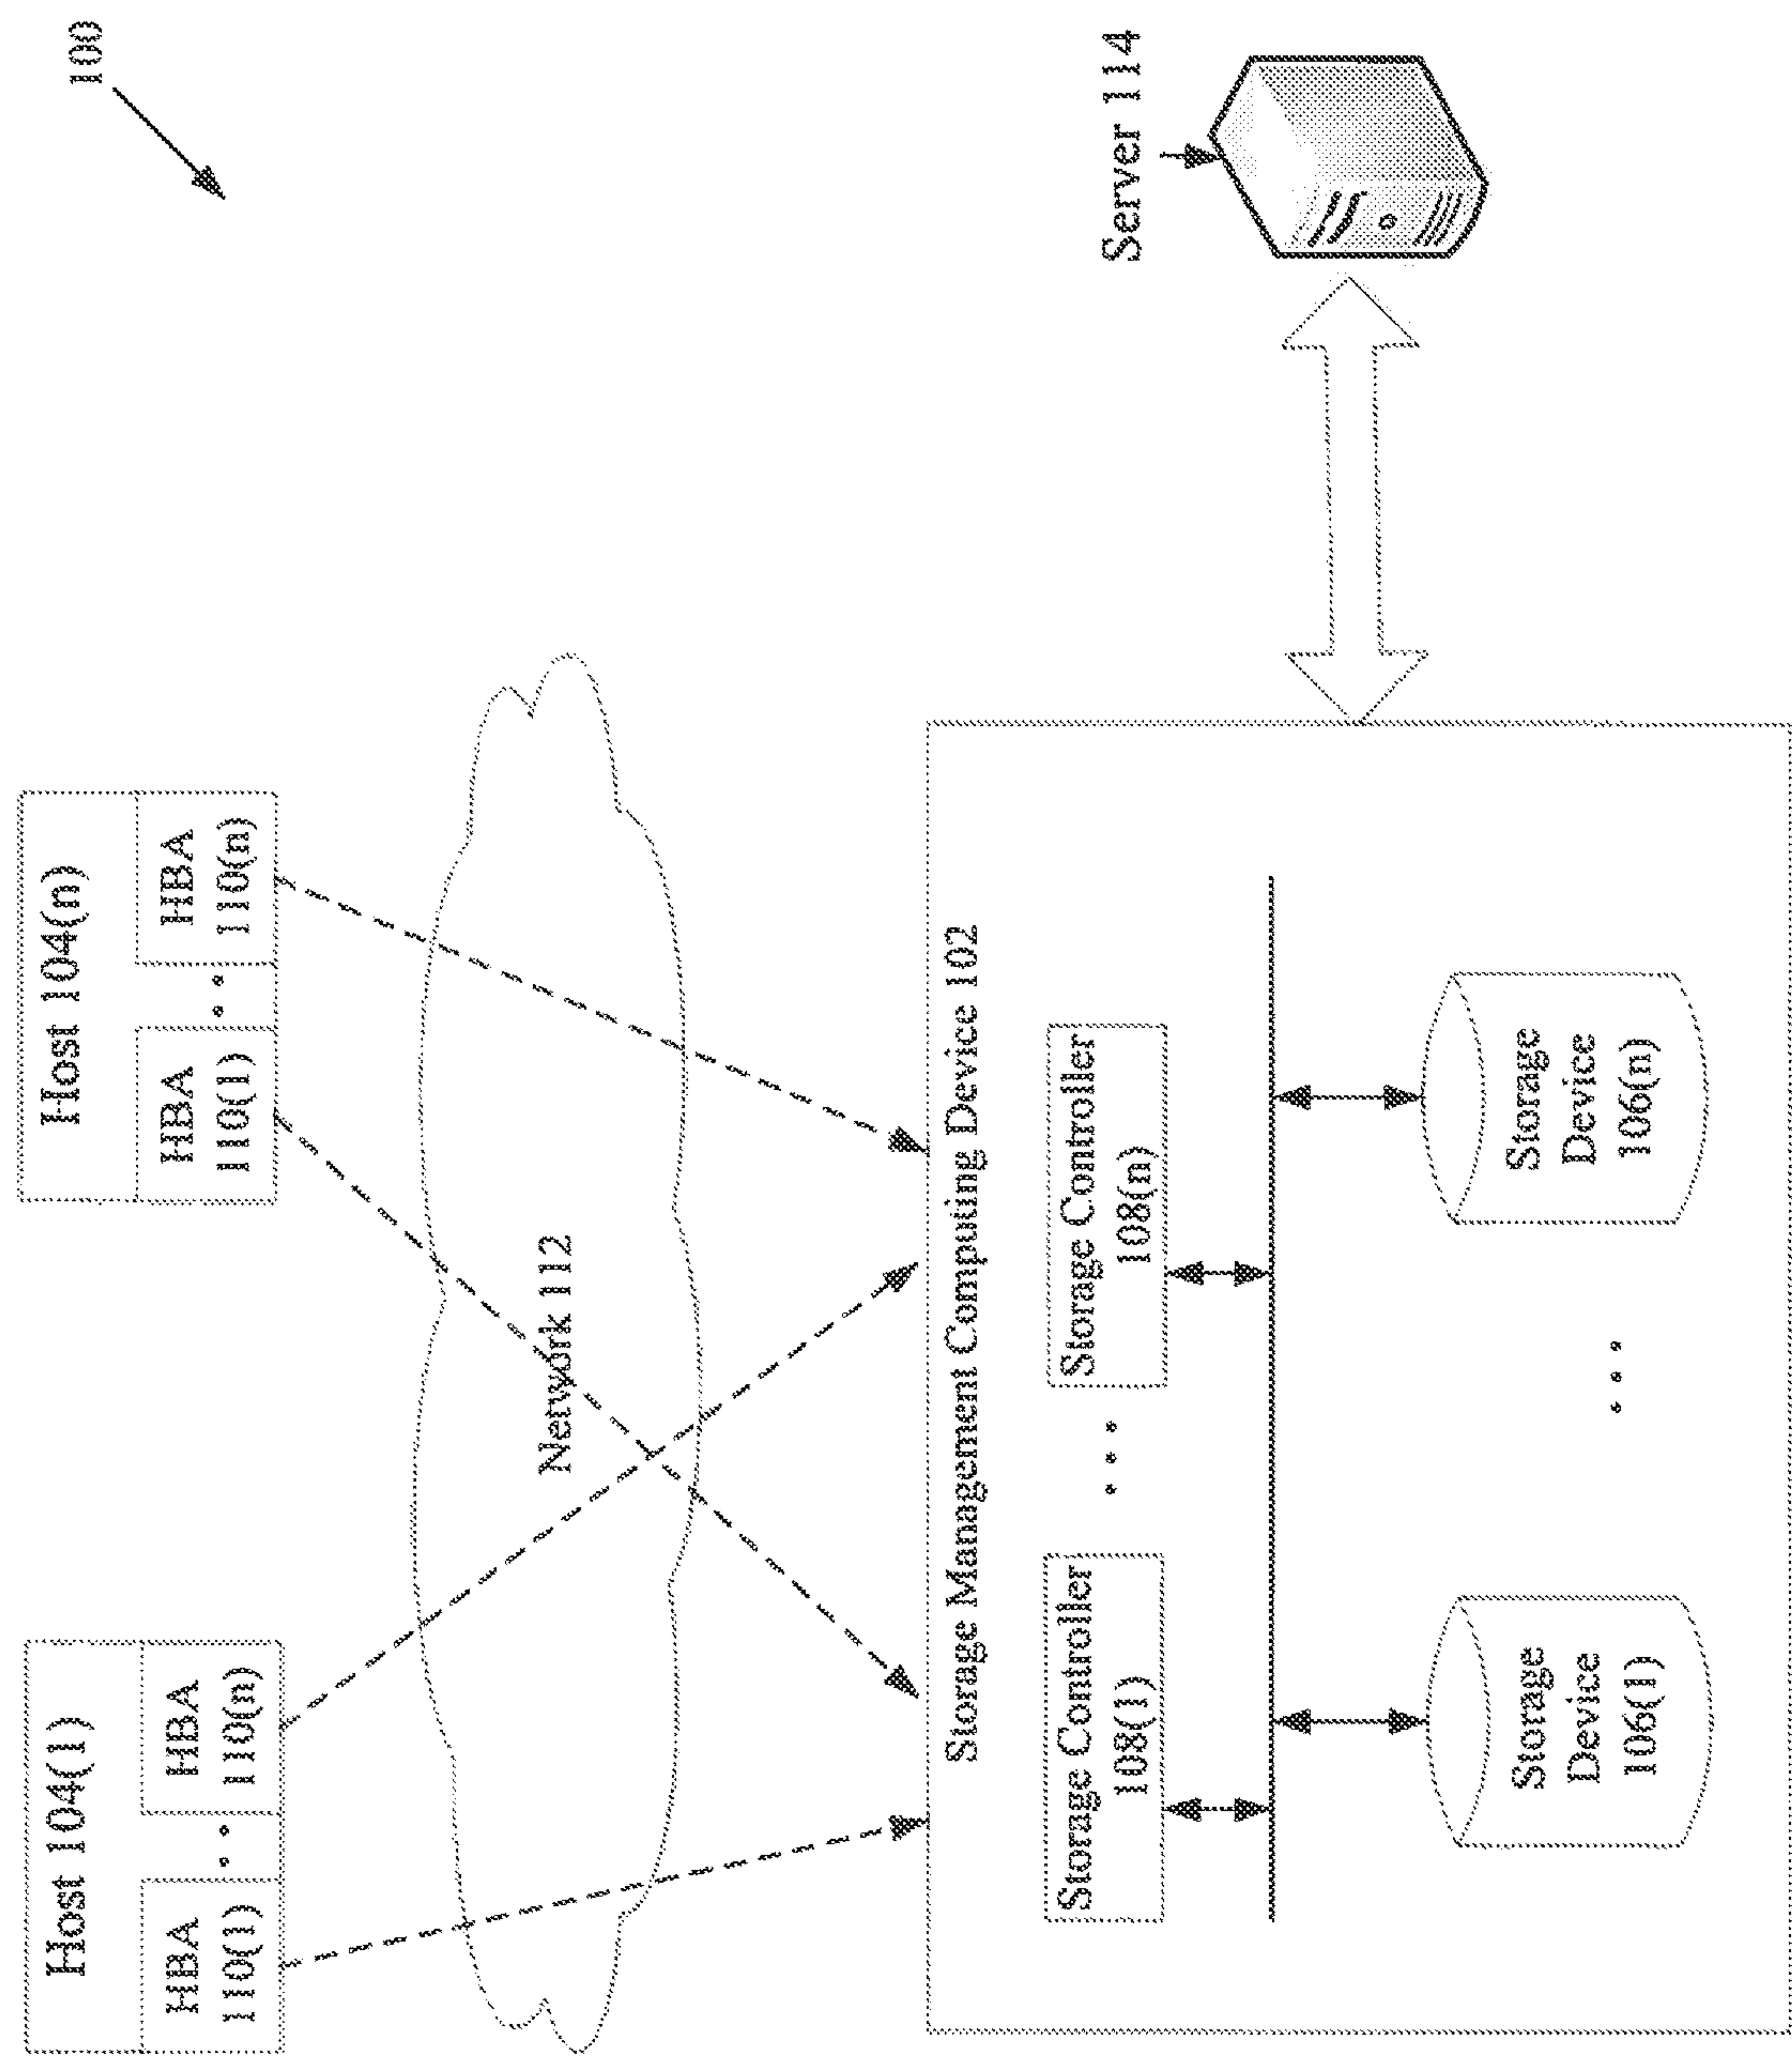 100
Host 104(1)
HBA
110(1)
HBA
110(n)
Host 104(n)
HBA
110(1)
HBA
110(n)
Network 112
Storage Management Computing Device 102
Storage Controller
108(1)
Storage Controller
108(n)
Storage
Device
106(1)
Storage
Device
106(n)
Server 114